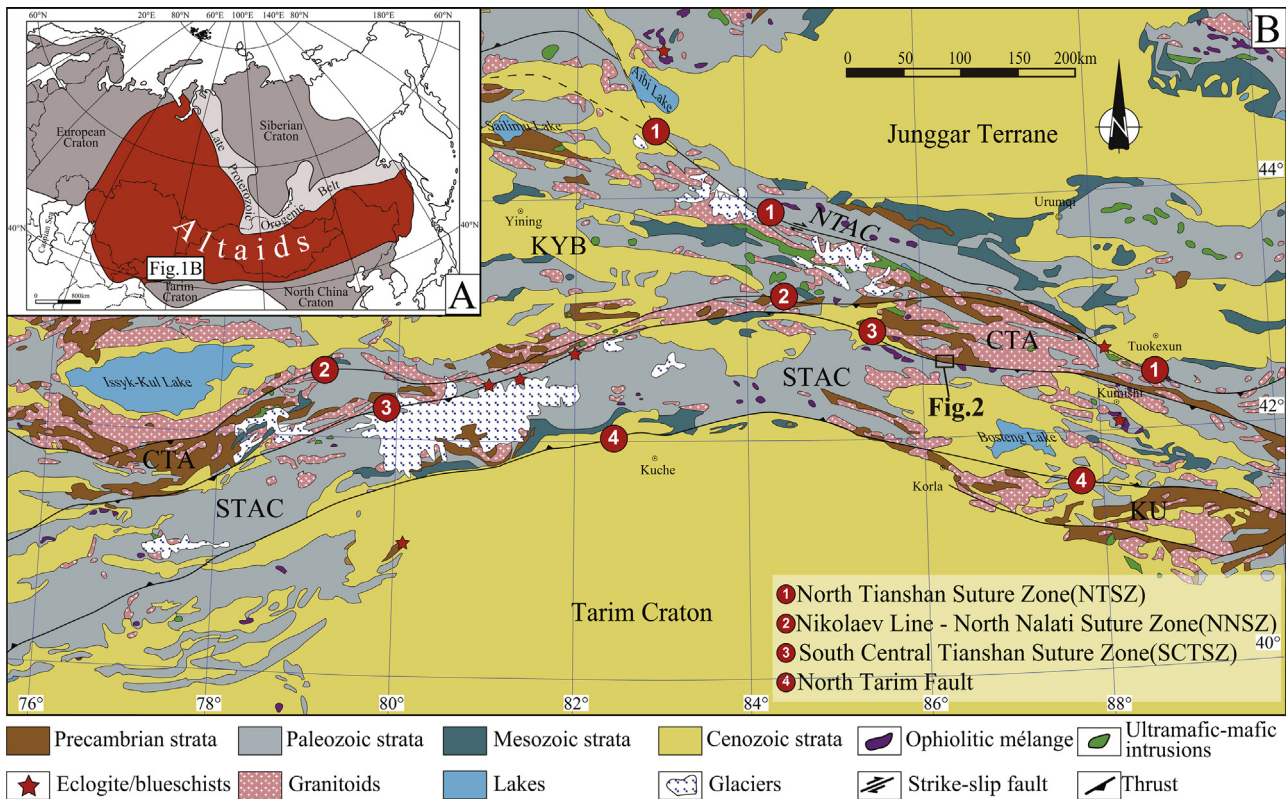 60°N
20°E
80°N
60°E
100°E
140°E
80°N
180°E
60°N
European
Craton
Siberian
Craton
Late
Proterozoic
Orogenic
Belt
Altaids
Caspian Sea
40°N
40°N
Fig.1B
Tarim
Craton
North China
Craton
0
800km
A
B
0
50
100
150
200km
N
Aibi Lake
Sailimu Lake
Junggar Terrane
44°
Yining
KYB
NTAC
Urumqi
1
1
2
3
CTA
Tuokexun
1
STAC
Fig.2
Kumishi
42°
Issyk-Kul Lake
2
3
4
Bosteng Lake
CTA
Kuche
Korla
4
KU
STAC
Tarim Craton
1 North Tianshan Suture Zone(NTSZ)
2 Nikolaev Line - North Nalati Suture Zone(NNSZ)
3 South Central Tianshan Suture Zone(SCTSZ)
4 North Tarim Fault
40°
76°
78°
80°
82°
84°
86°
88°
Precambrian strata
Paleozoic strata
Mesozoic strata
Cenozoic strata
Ophiolitic mélange
Ultramafic-mafic
intrusions
Eclogite/blueschists
Granitoids
Lakes
Glaciers
Strike-slip fault
Thrust